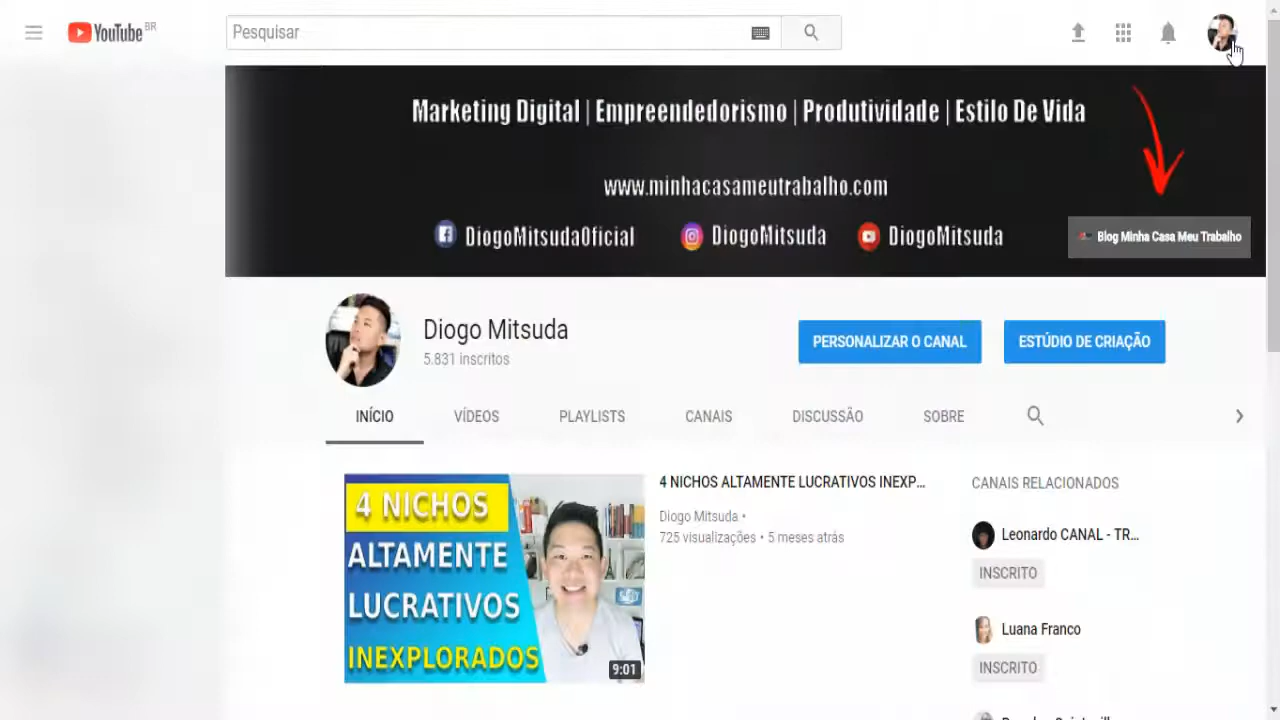 YouTube BR
Pesquisar
Marketing Digital | Empreendedorismo | Produtividade | Estilo De Vida
www.minhacasameutrabalho.com
DiogoMitsudaOficial DiogoMitsuda DiogoMitsuda
Blog Minha Casa Meu Trabalho
Diogo Mitsuda
5.831 inscritos
PERSONALIZAR O CANAL
ESTÚDIO DE CRIAÇÃO
INÍCIO VÍDEOS PLAYLISTS CANAIS DISCUSSÃO SOBRE
4 NICHOS
ALTAMENTE
LUCRATIVOS
INEXPLORADOS
9:01
4 NICHOS ALTAMENTE LUCRATIVOS INEXP...
Diogo Mitsuda •
725 visualizações • 5 meses atrás
CANAIS RELACIONADOS
Leonardo CANAL - TR...
INSCRITO
Luana Franco
INSCRITO